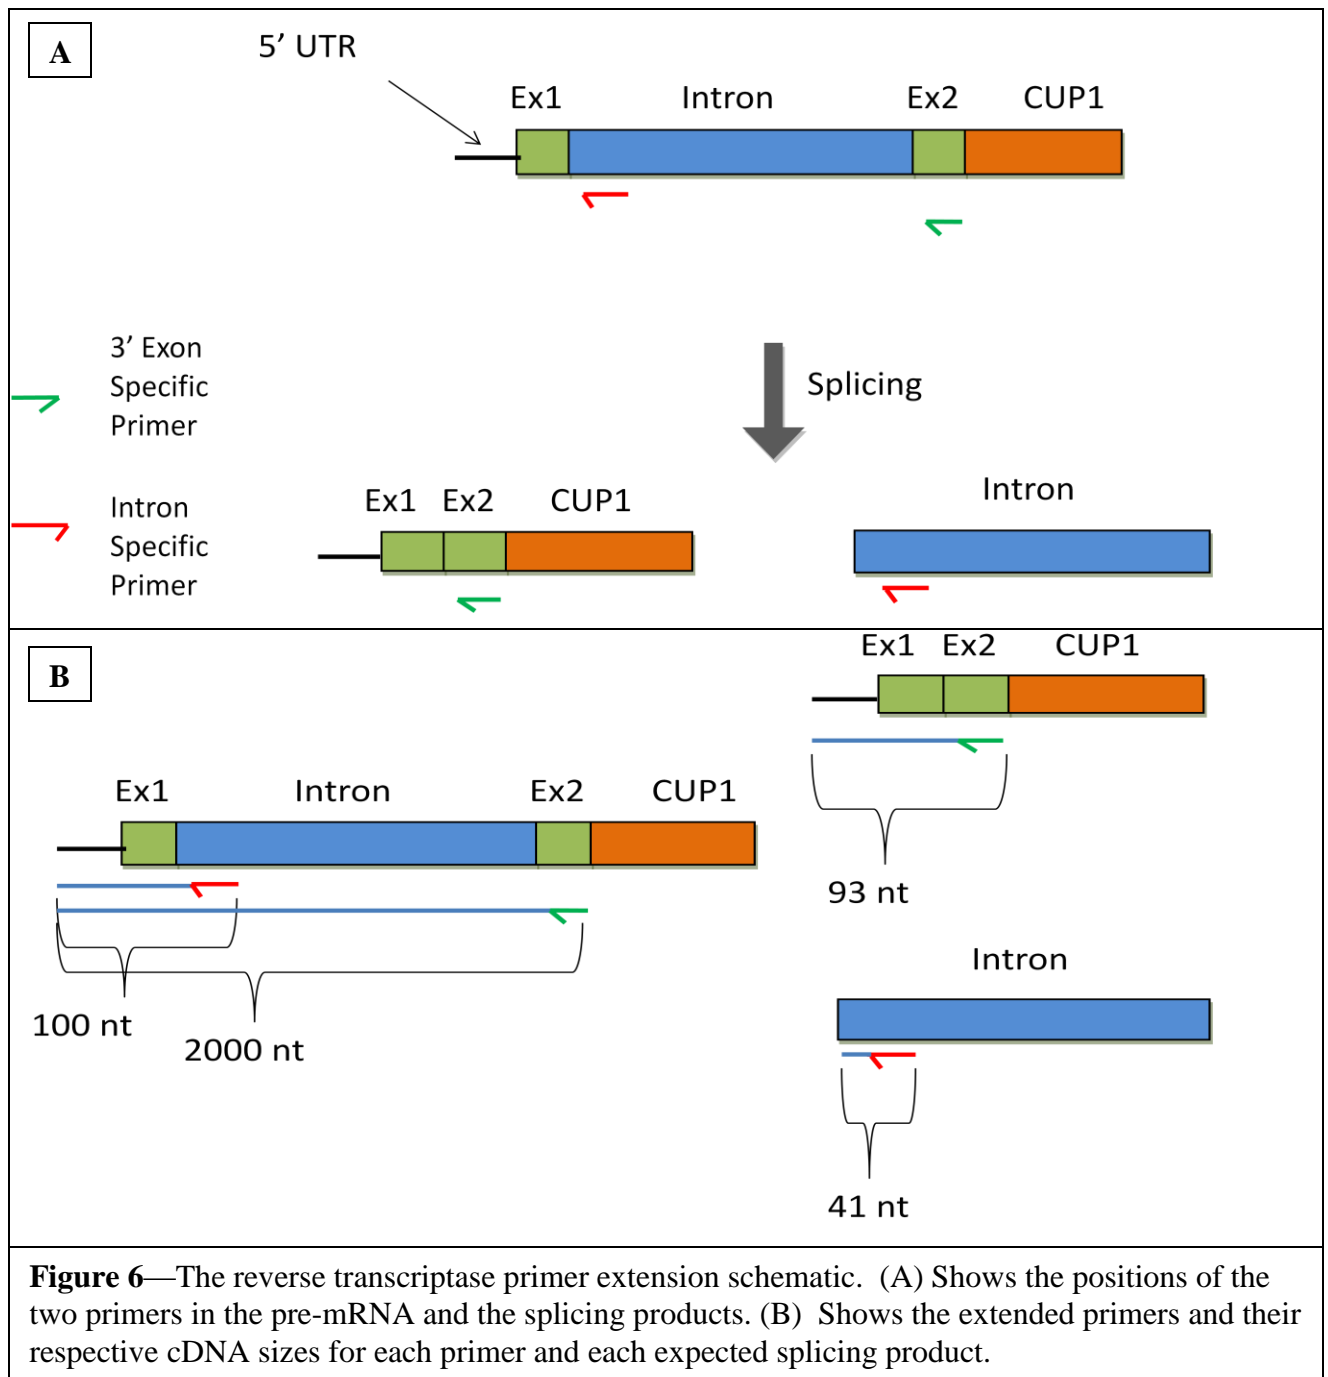 A
5' UTR
Ex1
Intron
Ex2
CUP1
3' Exon
Specific
Primer
Splicing
Intron
Specific
Primer
Ex1
Ex2
CUP1
Intron
B
Ex1
Ex2
CUP1
93 nt
Ex1
Intron
Ex2
CUP1
100 nt
2000 nt
Intron
41 nt
Figure 6—The reverse transcriptase primer extension schematic.  (A) Shows the positions of the
two primers in the pre-mRNA and the splicing products. (B)  Shows the extended primers and their
respective cDNA sizes for each primer and each expected splicing product.